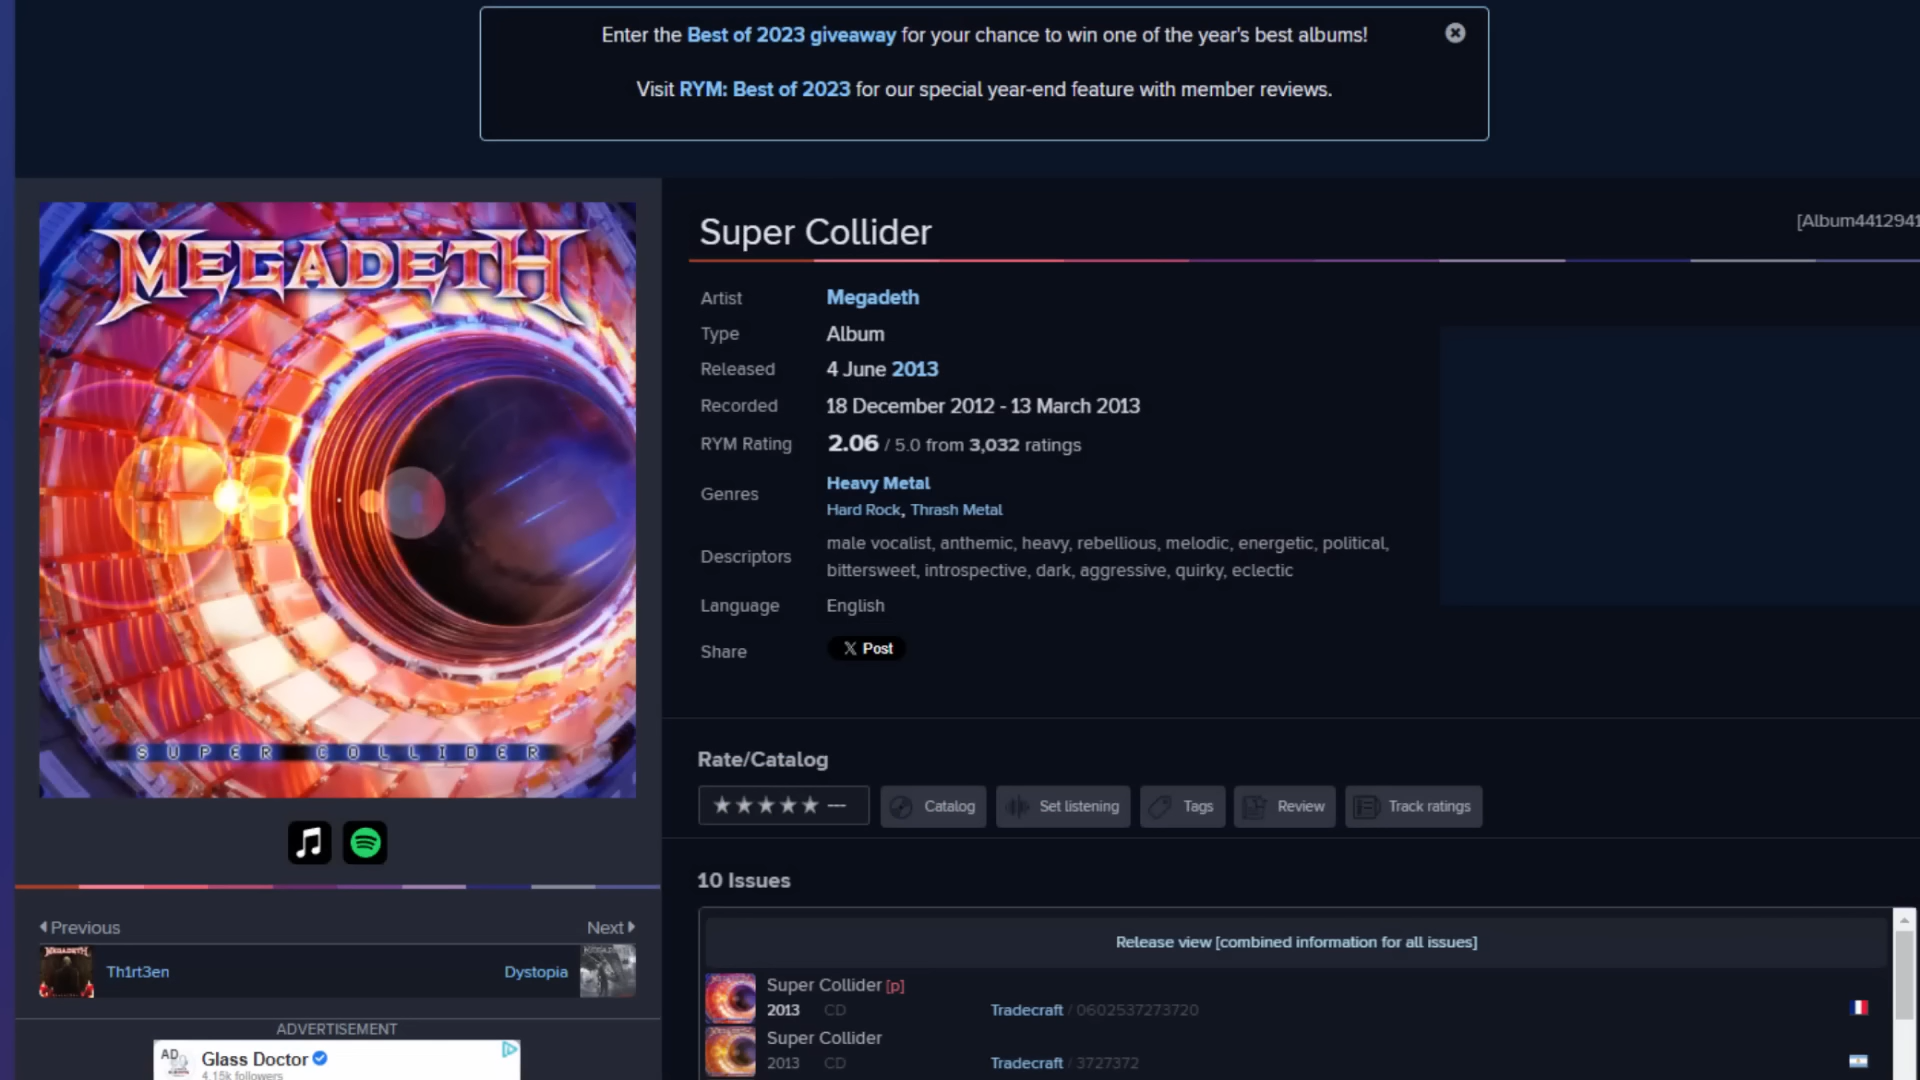 Enter the Best of 2023 giveaway for your chance to win one of the year's best albums!
Visit RYM: Best of 2023 for our special year-end feature with member reviews.
MEGADETH
SUPER COLLIDER
Super Collider
[Album4412941
Artist Megadeth
Type Album
Released 4 June 2013
Recorded 18 December 2012 - 13 March 2013
RYM Rating 2.06 / 5.0 from 3,032 ratings
Genres Heavy Metal
Hard Rock, Thrash Metal
Descriptors male vocalist, anthemic, heavy, rebellious, melodic, energetic, political,
bittersweet, introspective, dark, aggressive, quirky, eclectic
Language English
Share X Post
Rate/Catalog
★★★★★ --- Catalog Set listening Tags Review Track ratings
Previous Next
Th1rt3en Dystopia
ADVERTISEMENT
AD Glass Doctor
4.15k followers
10 Issues
Release view [combined information for all issues]
Super Collider [p]
2013 CD Tradecraft / 0602537273720
Super Collider
2013 CD Tradecraft / 3727372